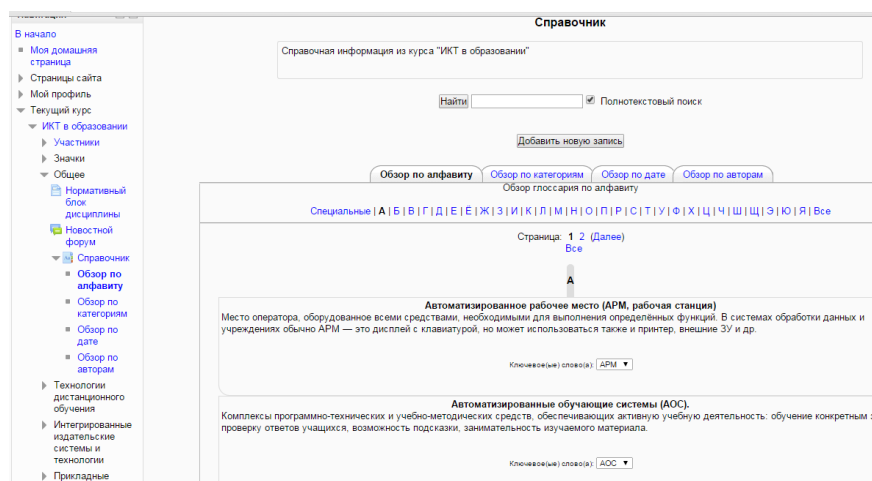 В начало
Моя домашняя
страница
Страницы сайта
Мой профиль
Текущий курс
ИКТ в образовании
Участники
Значки
Общее
Нормативный
блок
дисциплины
Новостной
форум
Справочник
Обзор по
алфавиту
Обзор по
категориям
Обзор по
дате
Обзор по
авторам
Технологии
дистанционного
обучения
Интегрированные
издательские
системы и
технологии
Прикладные
Справочник
Справочная информация из курса "ИКТ в образовании"
Найти Полнотекстовый поиск
Добавить новую запись
Обзор по алфавиту Обзор по категориям Обзор по дате Обзор по авторам
Обзор глоссария по алфавиту
Специальные | А | Б | В | Г | Д | Е | Ё | Ж | З | И | К | Л | М | Н | О | П | Р | С | Т | У | Ф | Х | Ц | Ч | Ш | Щ | Э | Ю | Я | Все
Страница: 1 2 (Далее)
Все
А
Автоматизированное рабочее место (АРМ, рабочая станция)
Место оператора, оборудованное всеми средствами, необходимыми для выполнения определённых функций. В системах обработки данных и
учреждениях обычно АРМ — это дисплей с клавиатурой, но может использоваться также и принтер, внешние ЗУ и др.
Ключевое(ые) слово(а): АРМ
Автоматизированные обучающие системы (АОС).
Комплексы программно-технических и учебно-методических средств, обеспечивающих активную учебную деятельность: обучение конкретным
проверку ответов учащихся, возможность подсказки, занимательность изучаемого материала.
Ключевое(ые) слово(а): АОС